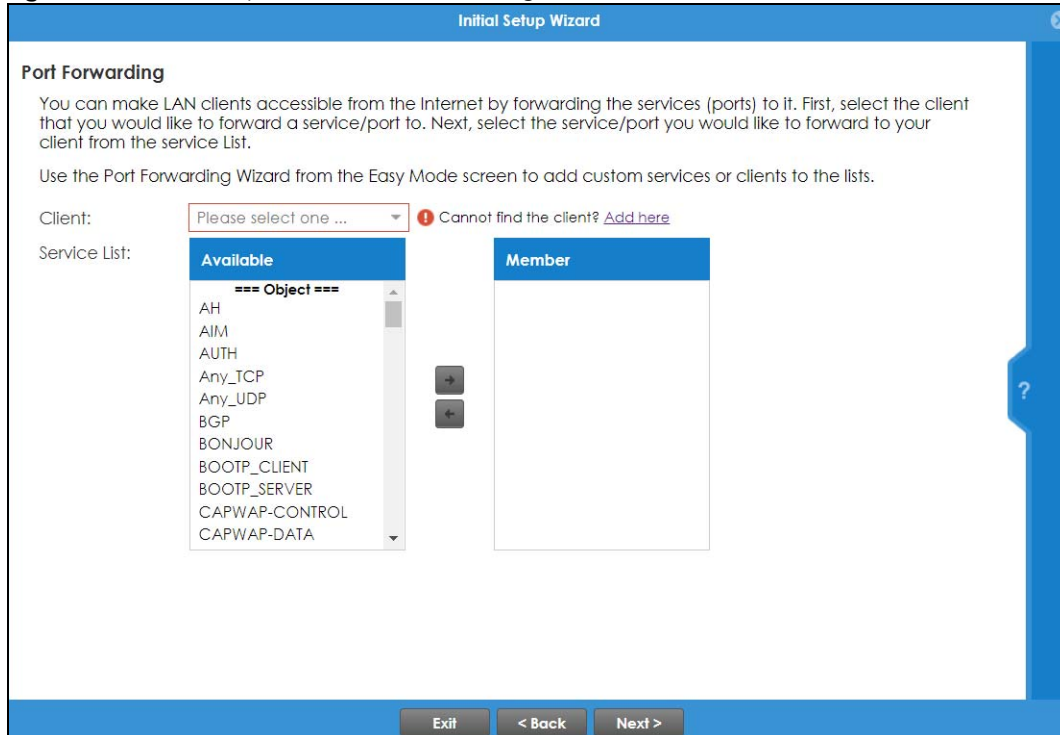 Initial Setup Wizard
Port Forwarding
You can make LAN clients accessible from the Internet by forwarding the services (ports) to it. First, select the client
that you would like to forward a service/port to. Next, select the service/port you would like to forward to your
client from the service List.
Use the Port Forwarding Wizard from the Easy Mode screen to add custom services or clients to the lists.
Client: Please select one ... Cannot find the client? Add here
Service List: Available Member
=== Object ===
AH
AIM
AUTH
Any_TCP
Any_UDP
BGP
BONJOUR
BOOTP_CLIENT
BOOTP_SERVER
CAPWAP-CONTROL
CAPWAP-DATA
?
Exit < Back Next >